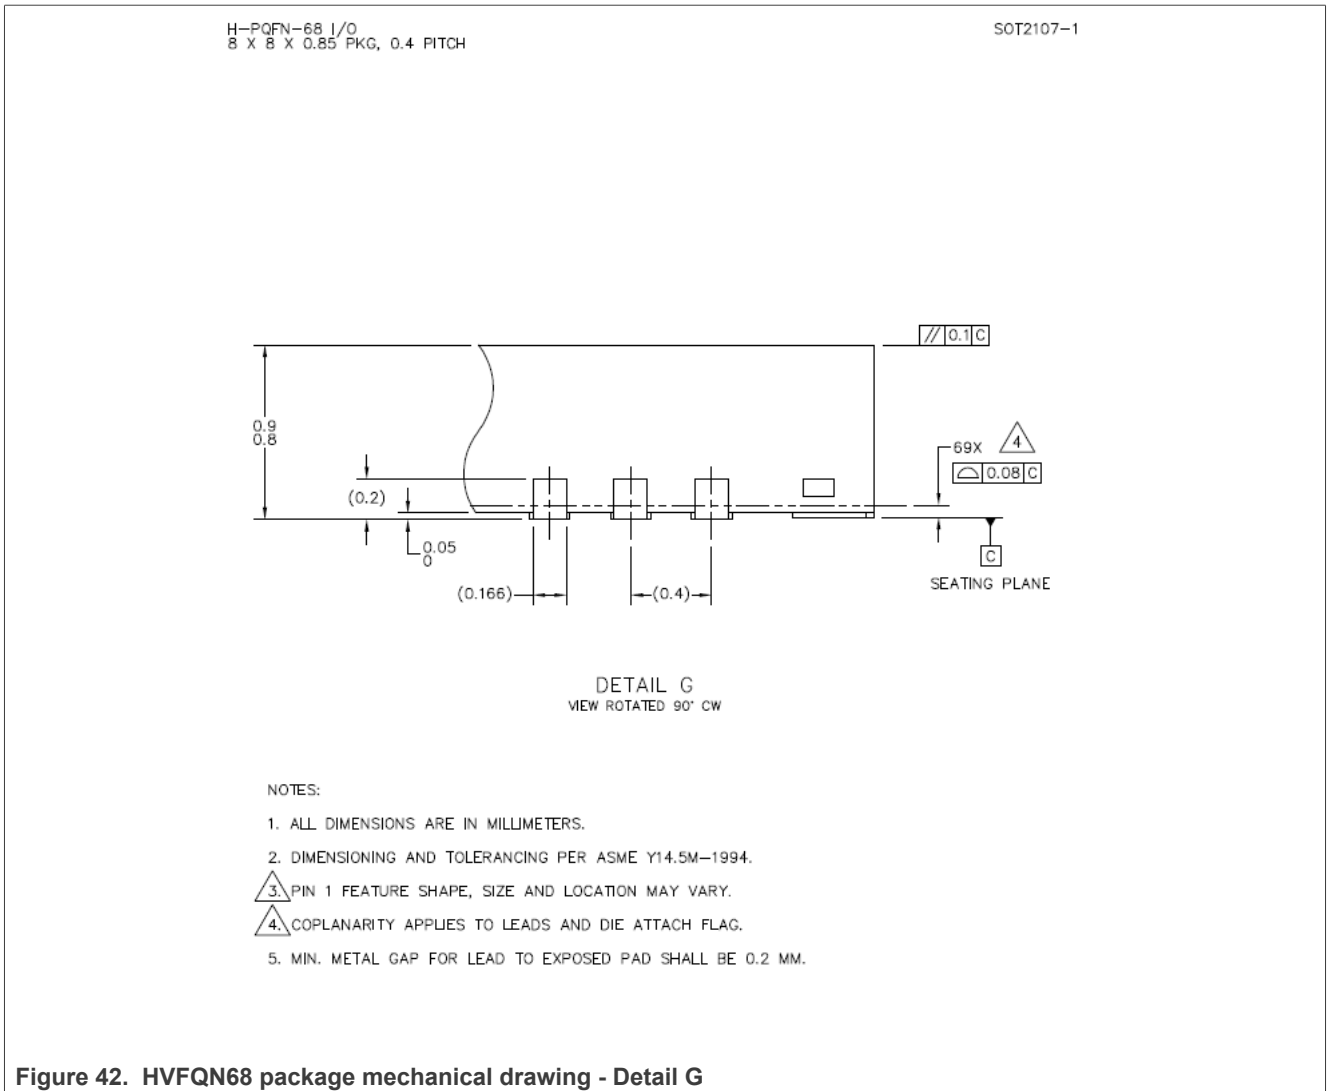 H-PQFN-68 I/O
8 X 8 X 0.85 PKG, 0.4 PITCH
SOT2107-1
// 0.1 C
0.9
0.8
69X 4
0.08 C
(0.2)
0.05
0
C
(0.166)
(0.4)
SEATING PLANE
DETAIL G
VIEW ROTATED 90° CW
NOTES:
1. ALL DIMENSIONS ARE IN MILLIMETERS.
2. DIMENSIONING AND TOLERANCING PER ASME Y14.5M-1994.
3. PIN 1 FEATURE SHAPE, SIZE AND LOCATION MAY VARY.
4. COPLANARITY APPLIES TO LEADS AND DIE ATTACH FLAG.
5. MIN. METAL GAP FOR LEAD TO EXPOSED PAD SHALL BE 0.2 MM.
Figure 42. HVFQN68 package mechanical drawing - Detail G